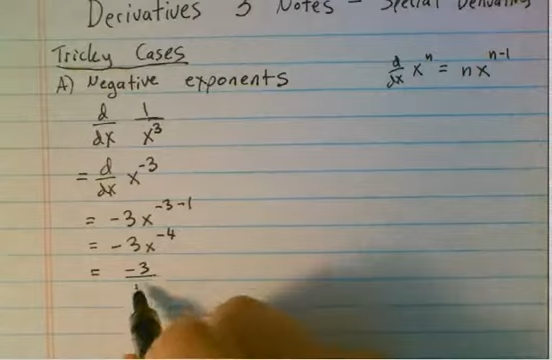 Derivatives 3 Notes - Special Derivativ
Tricky Cases
A) Negative exponents
d/dx x^n = nx^(n-1)
d/dx 1/x^3
= d/dx x^-3
= -3x^(-3-1)
= -3x^-4
= -3/